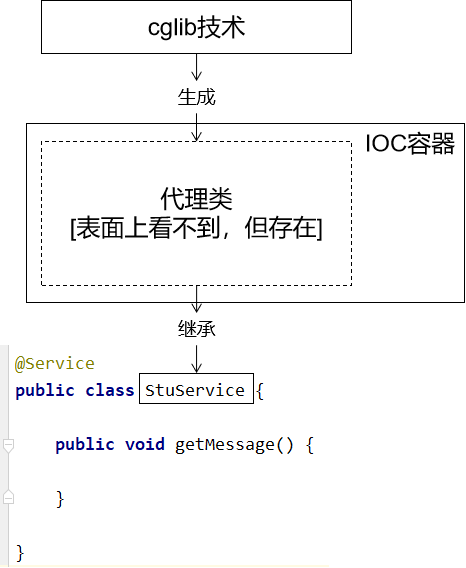 cglib技术
生成
IOC容器
代理类
[表面上看不到，但存在]
继承
@Service
public class StuService {
public void getMessage() {
}
}